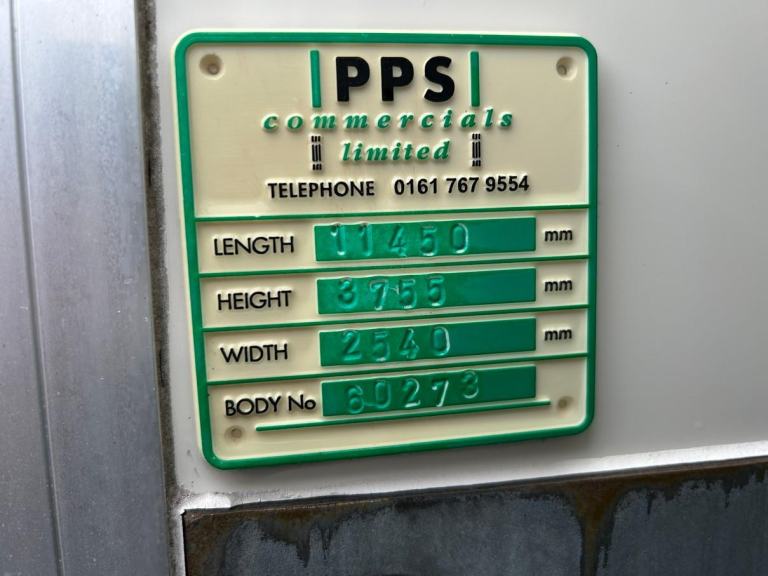 PPS
commercials
limited
TELEPHONE 0161 767 9554
LENGTH 11450 mm
HEIGHT 3755 mm
WIDTH 2540 mm
BODY No 60273